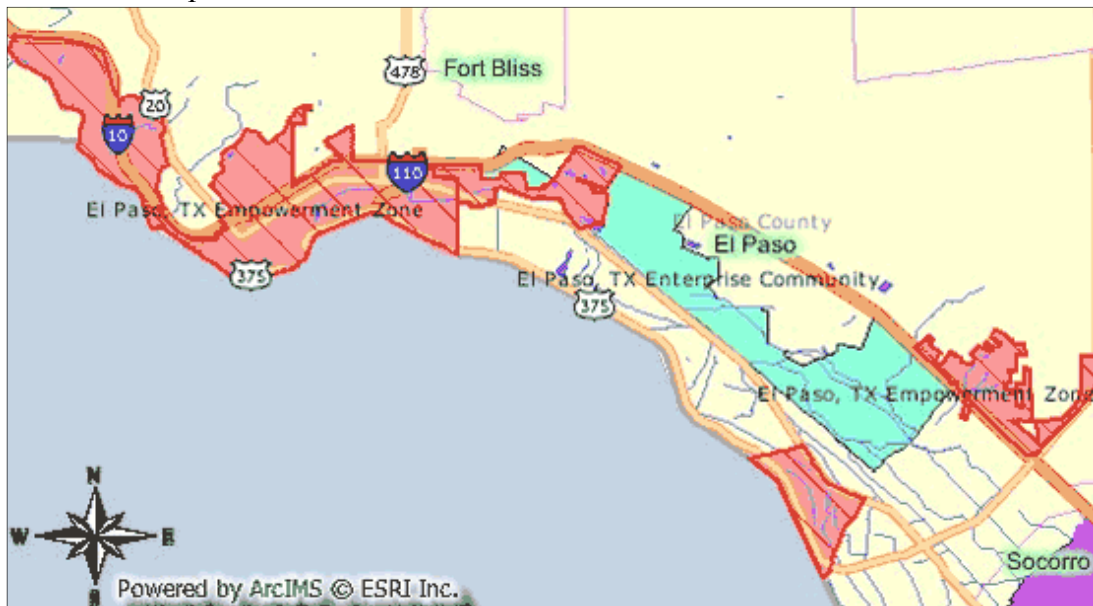 478
Fort Bliss
20
10
110
El Paso, TX Empowerment Zone
El Paso County
El Paso
375
El Paso, TX Enterprise Community
375
El Paso, TX Empowerment Zone
N
W
E
Socorro
Powered by ArcIMS © ESRI Inc.